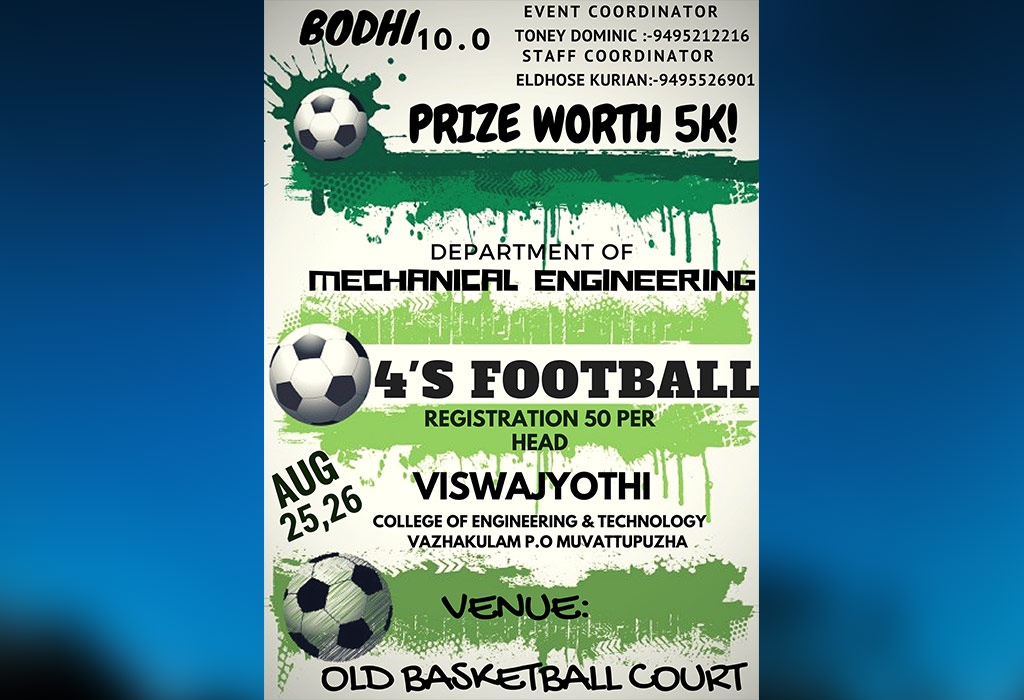 BODHI 10.0
EVENT COORDINATOR
TONEY DOMINIC :-9495212216
STAFF COORDINATOR
ELDHOSE KURIAN:-9495526901
PRIZE WORTH 5K!
DEPARTMENT OF
MECHANICAL ENGINEERING
4'S FOOTBALL
REGISTRATION 50 PER
HEAD
AUG
25,26
VISWAJYOTHI
COLLEGE OF ENGINEERING & TECHNOLOGY
VAZHAKULAM P.O MUVATTUPUZHA
VENUE:
OLD BASKETBALL COURT